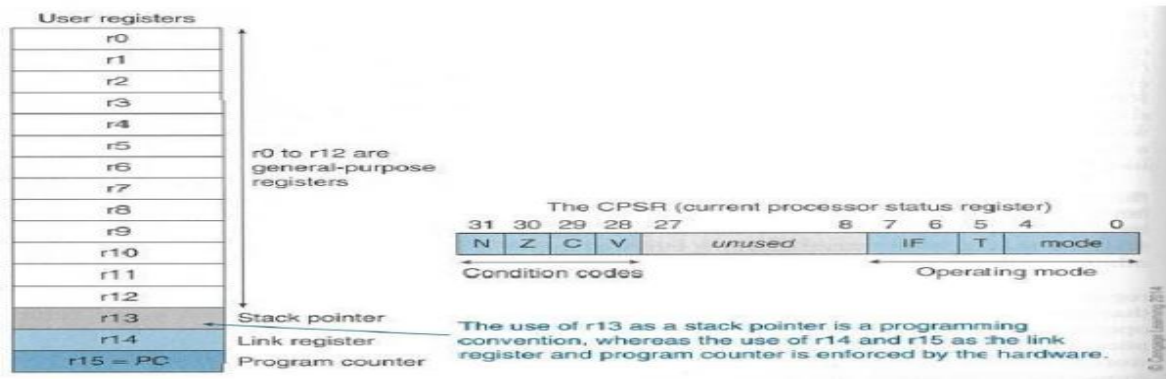 User registers
r0
r1
r2
r3
r4
r5
r6
r7
r8
r9
r10
r11
r12
r13
r14
r15 = PC
r0 to r12 are
general-purpose
registers
Stack pointer
Link register
Program counter
The CPSR (current processor status register)
31 30 29 28 27 8 7 6 5 4 0
N Z C V unused IF T mode
Condition codes Operating mode
The use of r13 as a stack pointer is a programming
convention, whereas the use of r14 and r15 as the link
register and program counter is enforced by the hardware.
© Cengage Learning 2014